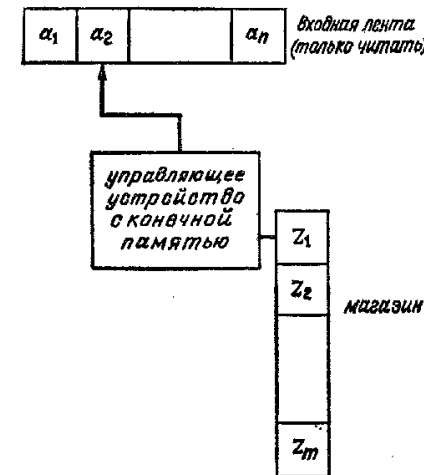 a₁ a₂ aₙ
входная лента
(только читать)
управляющее
устройство
с конечной
памятью
Z₁
Z₂
магазин
Zₘ